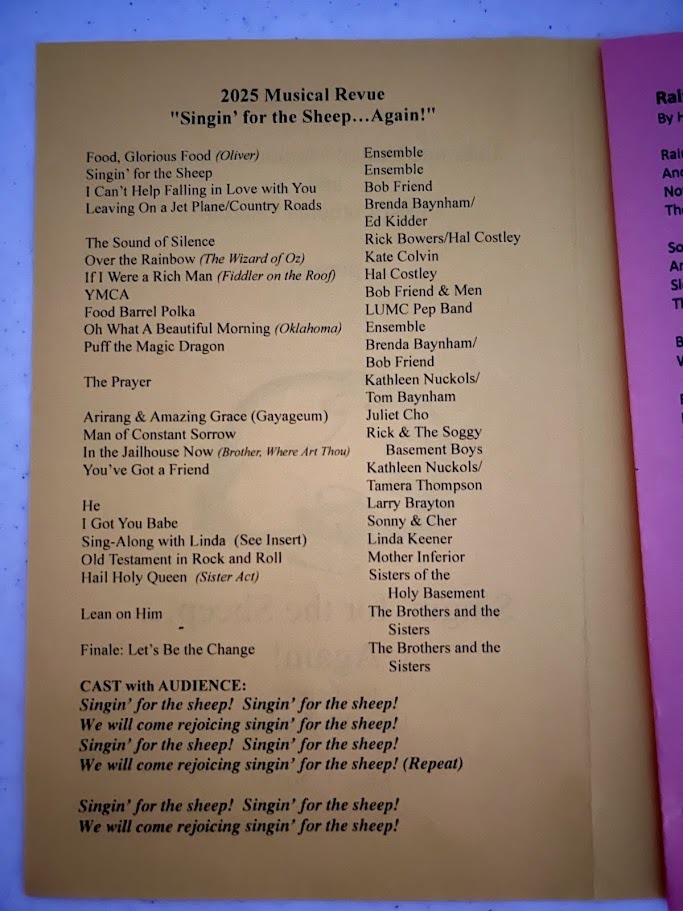 2025 Musical Revue
"Singin' for the Sheep…Again!"
Food, Glorious Food (Oliver) Ensemble
Singin' for the Sheep Ensemble
I Can't Help Falling in Love with You Bob Friend
Leaving On a Jet Plane/Country Roads Brenda Baynham/
Ed Kidder
The Sound of Silence Rick Bowers/Hal Costley
Over the Rainbow (The Wizard of Oz) Kate Colvin
If I Were a Rich Man (Fiddler on the Roof) Hal Costley
YMCA Bob Friend & Men
Food Barrel Polka LUMC Pep Band
Oh What A Beautiful Morning (Oklahoma) Ensemble
Puff the Magic Dragon Brenda Baynham/
Bob Friend
The Prayer Kathleen Nuckols/
Tom Baynham
Arirang & Amazing Grace (Gayageum) Juliet Cho
Man of Constant Sorrow Rick & The Soggy
In the Jailhouse Now (Brother, Where Art Thou) Basement Boys
You've Got a Friend Kathleen Nuckols/
Tamera Thompson
He Larry Brayton
I Got You Babe Sonny & Cher
Sing-Along with Linda (See Insert) Linda Keener
Old Testament in Rock and Roll Mother Inferior
Hail Holy Queen (Sister Act) Sisters of the
Holy Basement
Lean on Him The Brothers and the
Sisters
Finale: Let's Be the Change The Brothers and the
Sisters
CAST with AUDIENCE:
Singin' for the sheep! Singin' for the sheep!
We will come rejoicing singin' for the sheep!
Singin' for the sheep! Singin' for the sheep!
We will come rejoicing singin' for the sheep! (Repeat)
Singin' for the sheep! Singin' for the sheep!
We will come rejoicing singin' for the sheep!
By